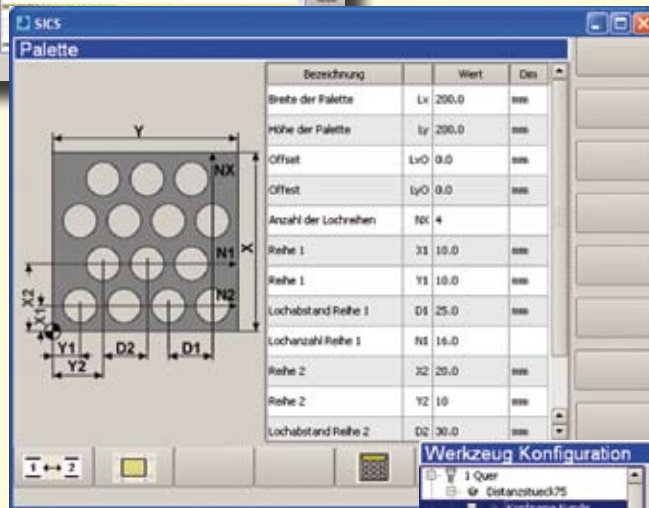 SICS
Palette
Bezeichnung Wert Dim
Breite der Palette Lx 200.0 mm
Höhe der Palette Ly 200.0 mm
Offset LxO 0.0 mm
Offest LyO 0.0 mm
Anzahl der Lochreihen NX 4
Reihe 1 X1 10.0 mm
Reihe 1 Y1 10.0 mm
Lochabstand Reihe 1 D1 25.0 mm
Lochanzahl Reihe 1 N1 16.0
Reihe 2 X2 20.0 mm
Reihe 2 Y2 10 mm
Lochabstand Reihe 2 D2 30.0 mm
Y
NX
X
N1
N2
X2
X1
Y1 D2 D1
Y2
1 ↔ 2
Werkzeug Konfiguration
1 Quer
Distanzstueck75